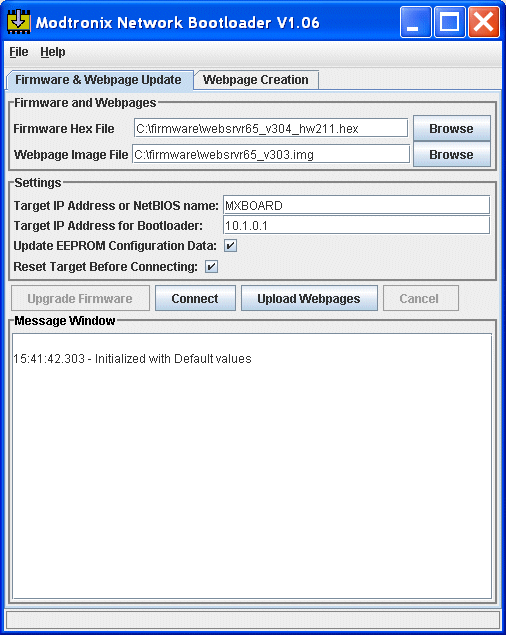 Modtronix Network Bootloader V1.06
File Help
Firmware & Webpage Update Webpage Creation
Firmware and Webpages
Firmware Hex File C:\firmware\websrvr65_v304_hw211.hex Browse
Webpage Image File C:\firmware\websrvr65_v303.img Browse
Settings
Target IP Address or NetBIOS name: MXBOARD
Target IP Address for Bootloader: 10.1.0.1
Update EEPROM Configuration Data:
Reset Target Before Connecting:
Upgrade Firmware Connect Upload Webpages Cancel
Message Window
15:41:42.303 - Initialized with Default values